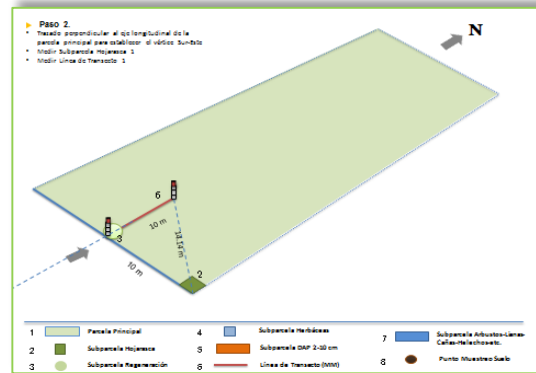 Paso 2.
Trazado perpendicular al eje longitudinal de la
parcela principal para establecer el vértice Sur-Este
Medir Subparcela Hojarasca 1
Medir Línea de Transecto 1
N
6
3
10 m
14.14 m
10 m
2
1 Parcela Principal
2 Subparcela Hojarasca
3 Subparcela Regeneración
4 Subparcela Herbáceas
5 Subparcela DAP 2-10 cm
6 Línea de Transecto (MM)
7 Subparcela Arbustos-Lianas-
Cañas-Helechos-etc.
8 Punto Muestreo Suelo